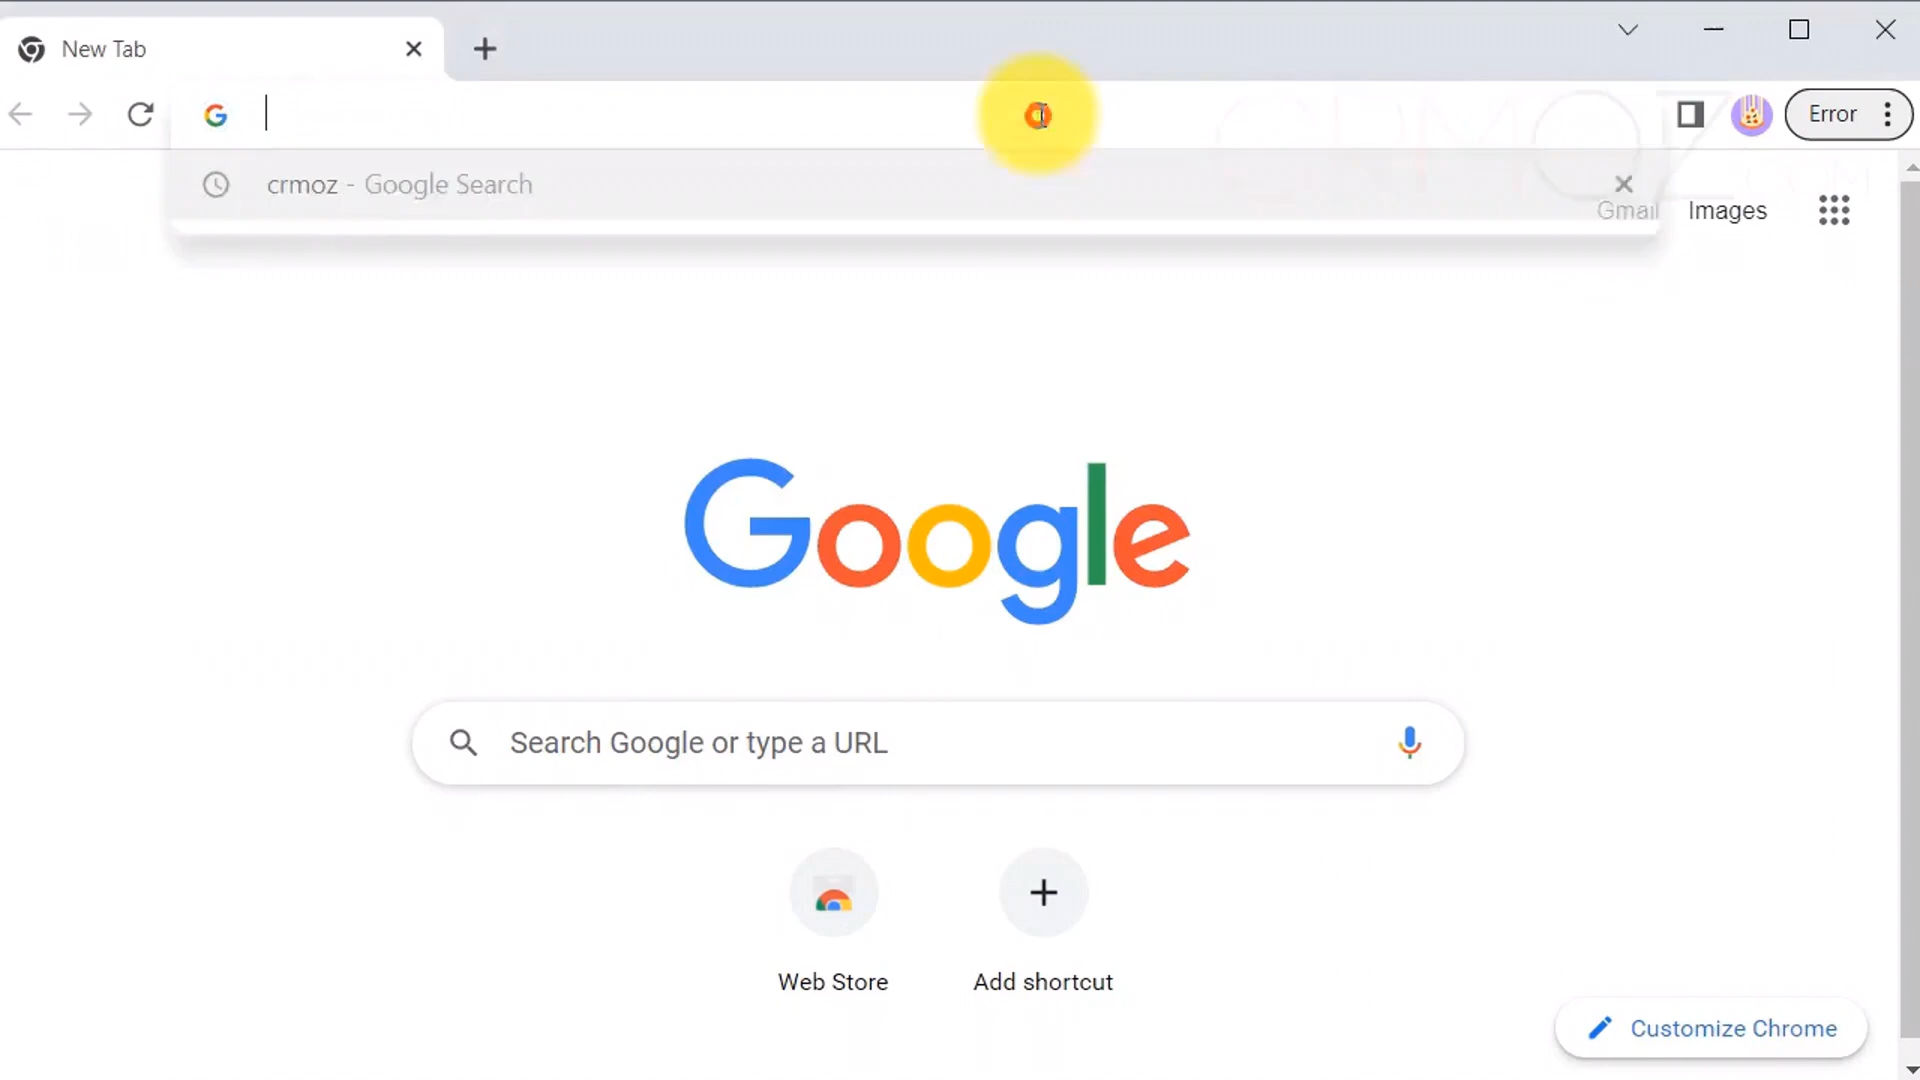 New Tab
Error
crmoz - Google Search
Gmail Images
Google
Search Google or type a URL
Web Store Add shortcut
Customize Chrome